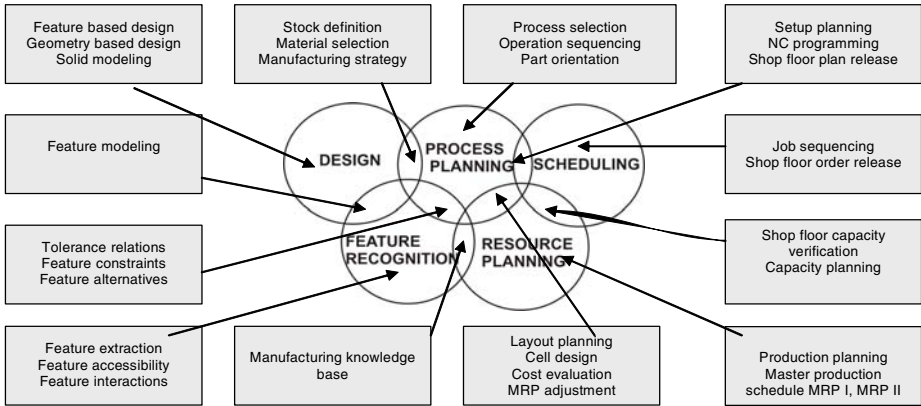 Feature based design
Geometry based design
Solid modeling
Stock definition
Material selection
Manufacturing strategy
Process selection
Operation sequencing
Part orientation
Setup planning
NC programming
Shop floor plan release
Feature modeling
DESIGN
PROCESS
PLANNING
SCHEDULING
Job sequencing
Shop floor order release
Tolerance relations
Feature constraints
Feature alternatives
FEATURE
RECOGNITION
RESOURCE
PLANNING
Shop floor capacity
verification
Capacity planning
Feature extraction
Feature accessibility
Feature interactions
Manufacturing knowledge
base
Layout planning
Cell design
Cost evaluation
MRP adjustment
Production planning
Master production
schedule MRP I, MRP II